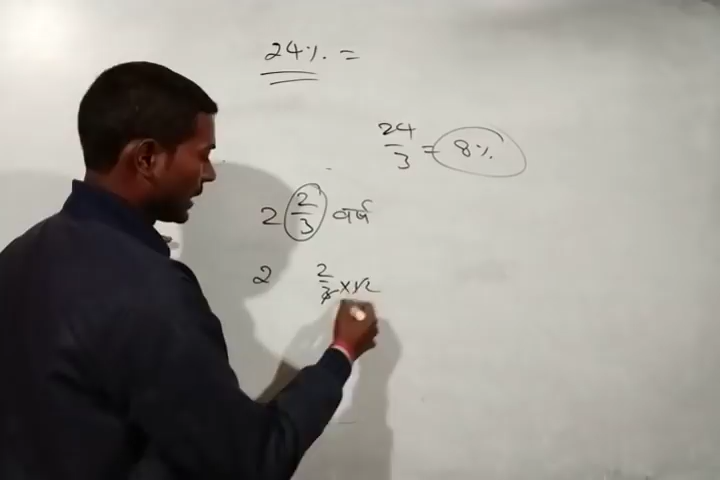 24% =
24/3 = 8%
2 2/3 वर्ष
2 2/3 × 12